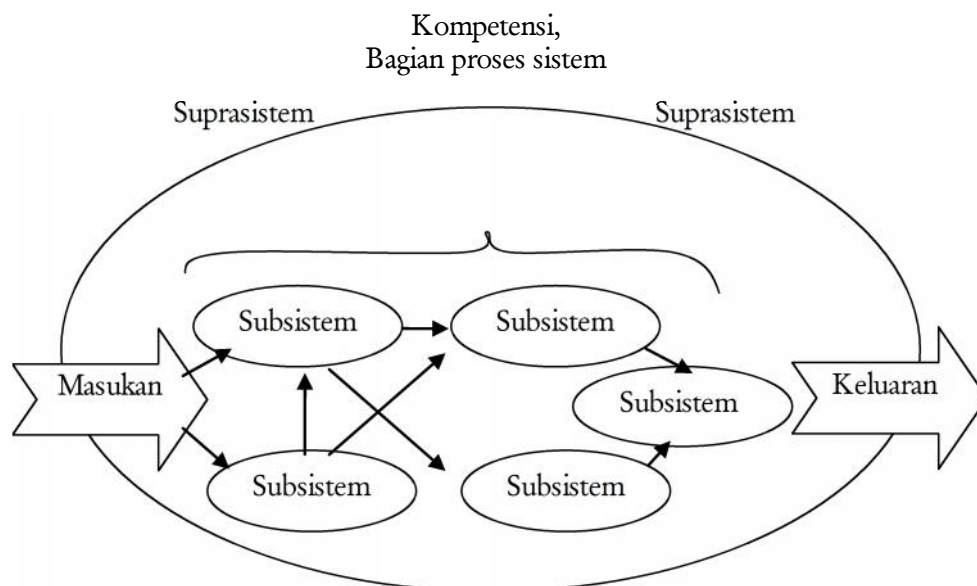 Kompetensi,
Bagian proses sistem
Suprasistem
Suprasistem
Subsistem
Subsistem
Masukan
Subsistem
Keluaran
Subsistem
Subsistem